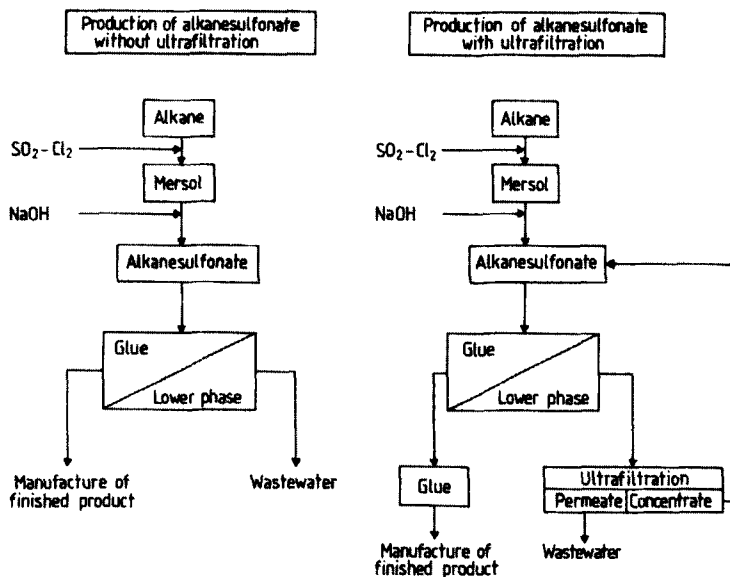 Production of alkanesulfonate
without ultrafiltration
Alkane
SO₂-Cl₂
Mersol
NaOH
Alkanesulfonate
Glue
Lower phase
Manufacture of
finished product
Wastewater
Production of alkanesulfonate
with ultrafiltration
Alkane
SO₂-Cl₂
Mersol
NaOH
Alkanesulfonate
Glue
Lower phase
Glue
Ultrafiltration
Permeate Concentrate
Manufacture of
finished product
Wastewater